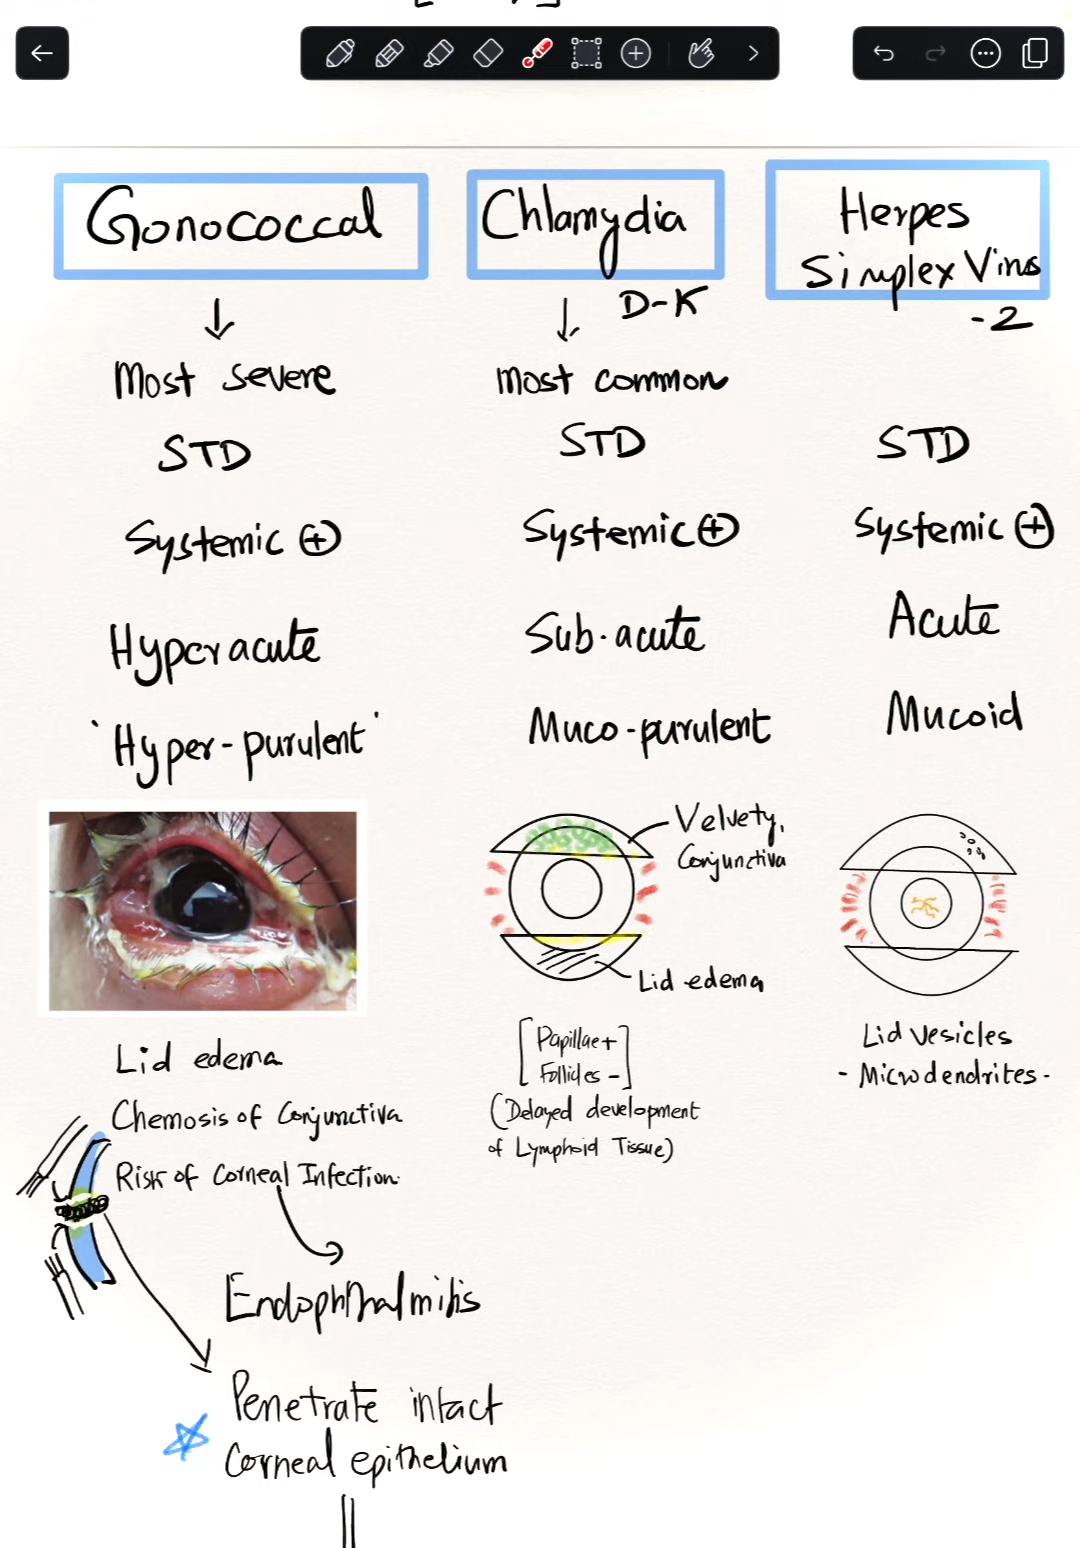 Gonococcal
Most severe
STD
Systemic ⊕
Hyperacute
'Hyper-purulent'
Lid edema
Chemosis of Conjunctiva
Risk of Corneal Infection.
Endophthalmitis
Penetrate intact
Corneal epithelium
Chlamydia
D-K
most common
STD
Systemic ⊕
Sub-acute
Muco-purulent
Velvety,
Conjunctiva
Lid edema
[Papillae+
Follicles -]
(Delayed development
of Lymphoid Tissue)
Herpes
Simplex Virus
-2
STD
Systemic ⊕
Acute
Mucoid
Lid vesicles
- Microdendrites -